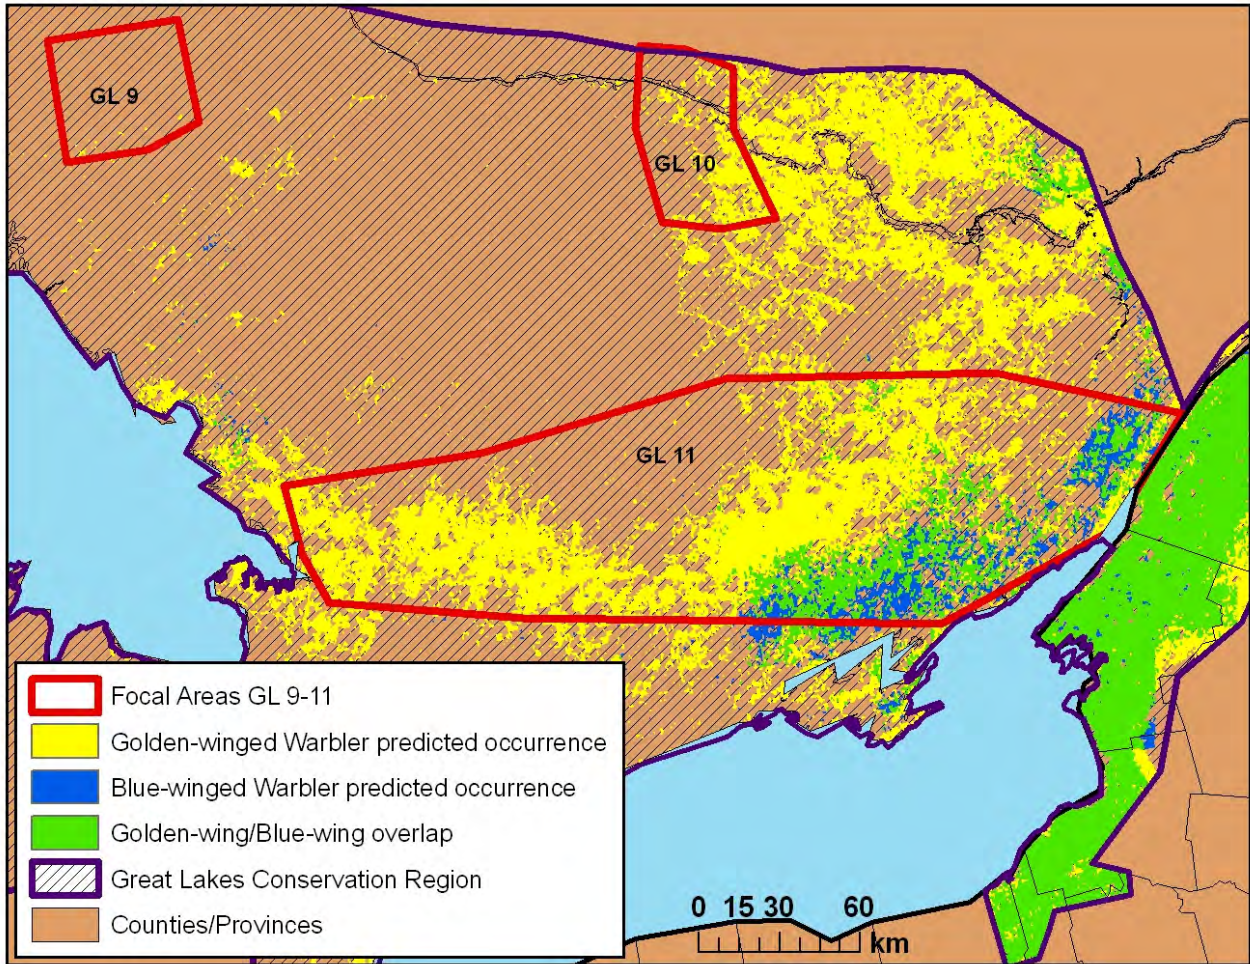 GL 9
GL 10
GL 11
Focal Areas GL 9-11
Golden-winged Warbler predicted occurrence
Blue-winged Warbler predicted occurrence
Golden-wing/Blue-wing overlap
Great Lakes Conservation Region
Counties/Provinces
0 15 30 60
km